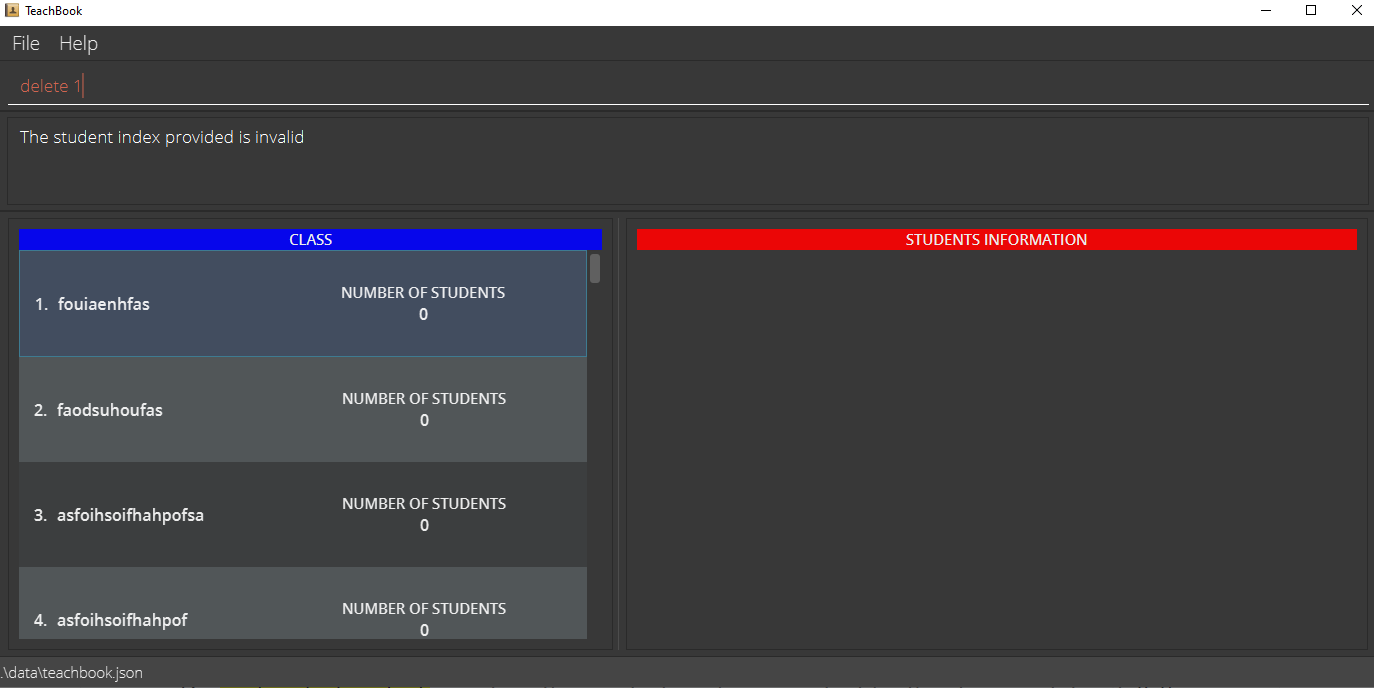 TeachBook
File Help
delete 1
The student index provided is invalid
CLASS
1. fouiaenhfas
NUMBER OF STUDENTS
0
2. faodsuhoufas
NUMBER OF STUDENTS
0
3. asfoihsoifhahpofsa
NUMBER OF STUDENTS
0
4. asfoihsoifhahpof
NUMBER OF STUDENTS
0
STUDENTS INFORMATION
.\data\teachbook.json